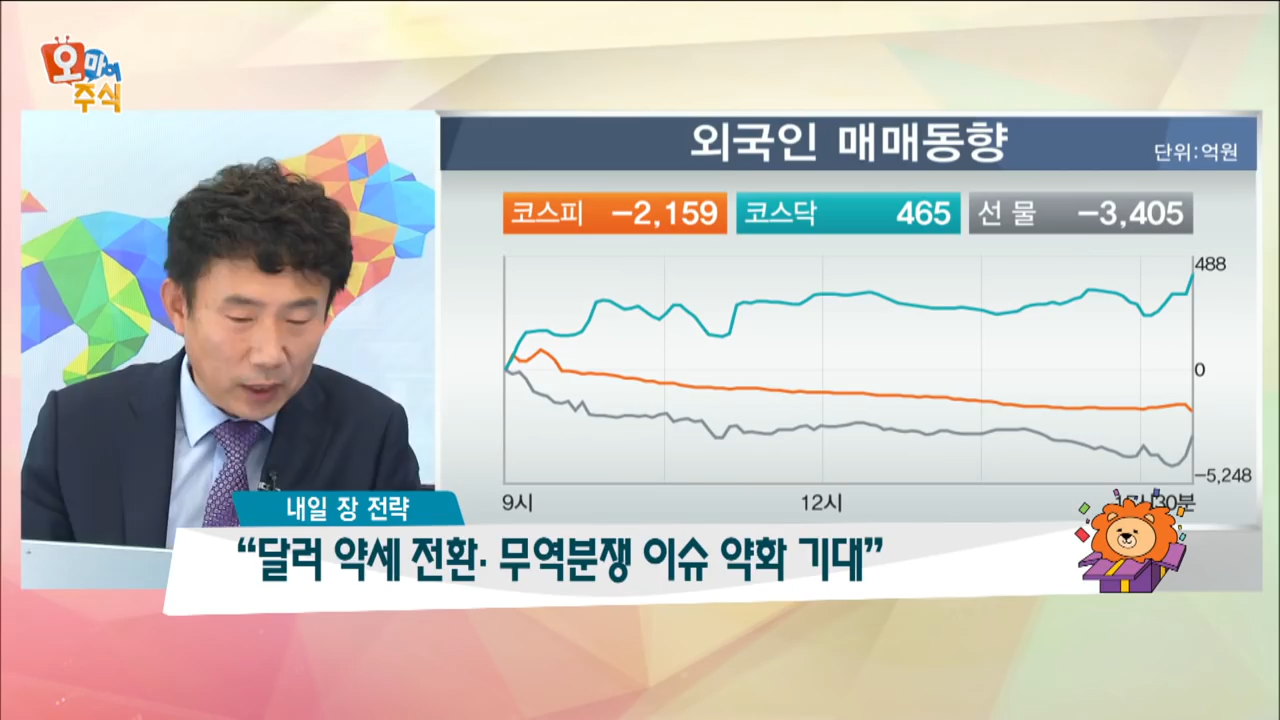 오마이
주식
외국인 매매동향
단위:억원
코스피 -2,159 코스닥 465 선물 -3,405
488
0
-5,248
9시 12시 30분
내일 장 전략
“달러 약세 전환· 무역분쟁 이슈 약화 기대”